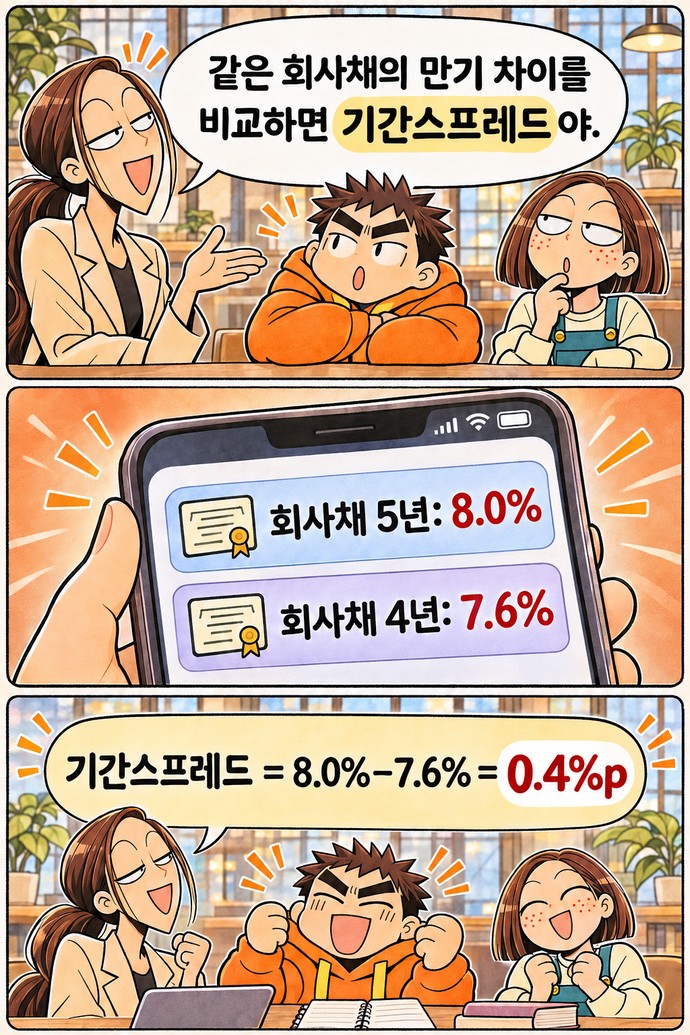 같은 회사채의 만기 차이를
비교하면 기간스프레드야.
회사채 5년: 8.0%
회사채 4년: 7.6%
기간스프레드 = 8.0%-7.6% = 0.4%p